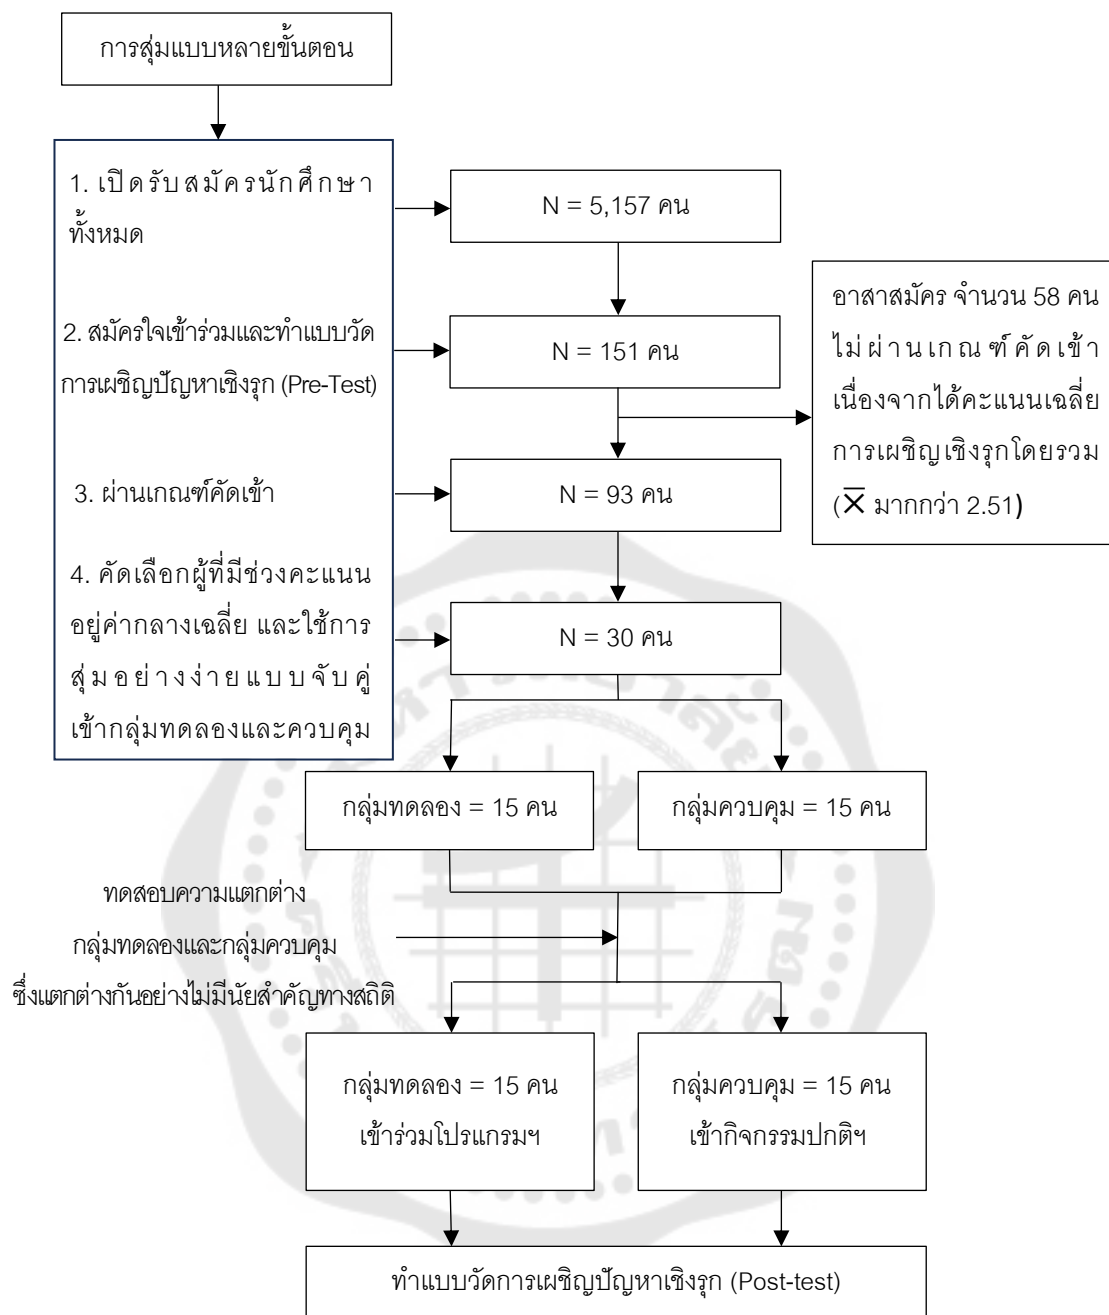 การสุ่มแบบหลายขั้นตอน
1. เปิดรับสมัครนักศึกษา
ทั้งหมด
N = 5,157 คน
2. สมัครใจเข้าร่วมและทำแบบวัด
การเผชิญปัญหาเชิงรุก (Pre-Test)
N = 151 คน
อาสาสมัคร จำนวน 58 คน
ไม่ผ่านเกณฑ์คัดเข้า
เนื่องจากได้คะแนนเฉลี่ย
การเผชิญเชิงรุกโดยรวม
(X̅ มากกว่า 2.51)
3. ผ่านเกณฑ์คัดเข้า
N = 93 คน
4. คัดเลือกผู้ที่มีช่วงคะแนน
อยู่ค่ากลางเฉลี่ย และใช้การ
สุ่มอย่างง่ายแบบจับคู่
เข้ากลุ่มทดลองและควบคุม
N = 30 คน
กลุ่มทดลอง = 15 คน
กลุ่มควบคุม = 15 คน
ทดสอบความแตกต่าง
กลุ่มทดลองและกลุ่มควบคุม
ซึ่งแตกต่างกันอย่างไม่มีนัยสำคัญทางสถิติ
กลุ่มทดลอง = 15 คน
เข้าร่วมโปรแกรมฯ
กลุ่มควบคุม = 15 คน
เข้ากิจกรรมปกติฯ
ทำแบบวัดการเผชิญปัญหาเชิงรุก (Post-test)